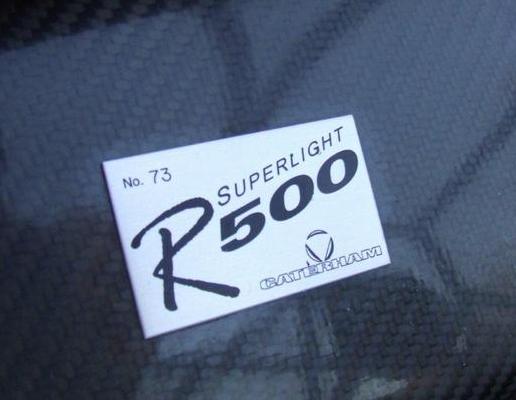 No. 73
SUPERLIGHT
R500
CATERHAM